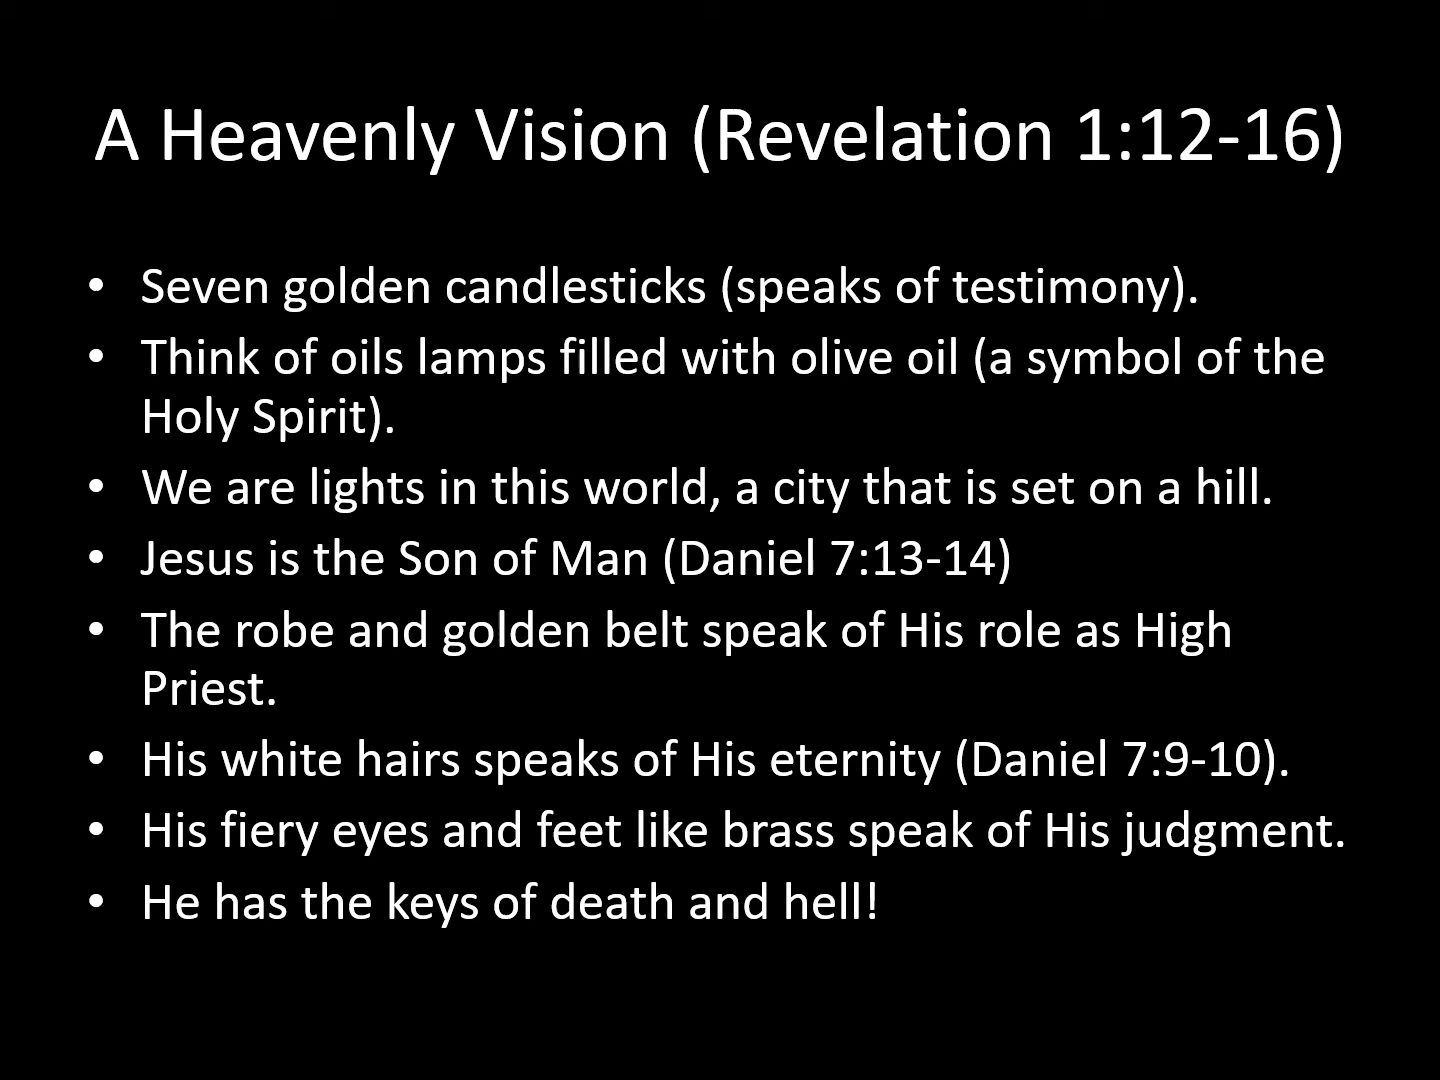 A Heavenly Vision (Revelation 1:12-16)
• Seven golden candlesticks (speaks of testimony).
• Think of oils lamps filled with olive oil (a symbol of the
Holy Spirit).
• We are lights in this world, a city that is set on a hill.
• Jesus is the Son of Man (Daniel 7:13-14)
• The robe and golden belt speak of His role as High
Priest.
• His white hairs speaks of His eternity (Daniel 7:9-10).
• His fiery eyes and feet like brass speak of His judgment.
• He has the keys of death and hell!